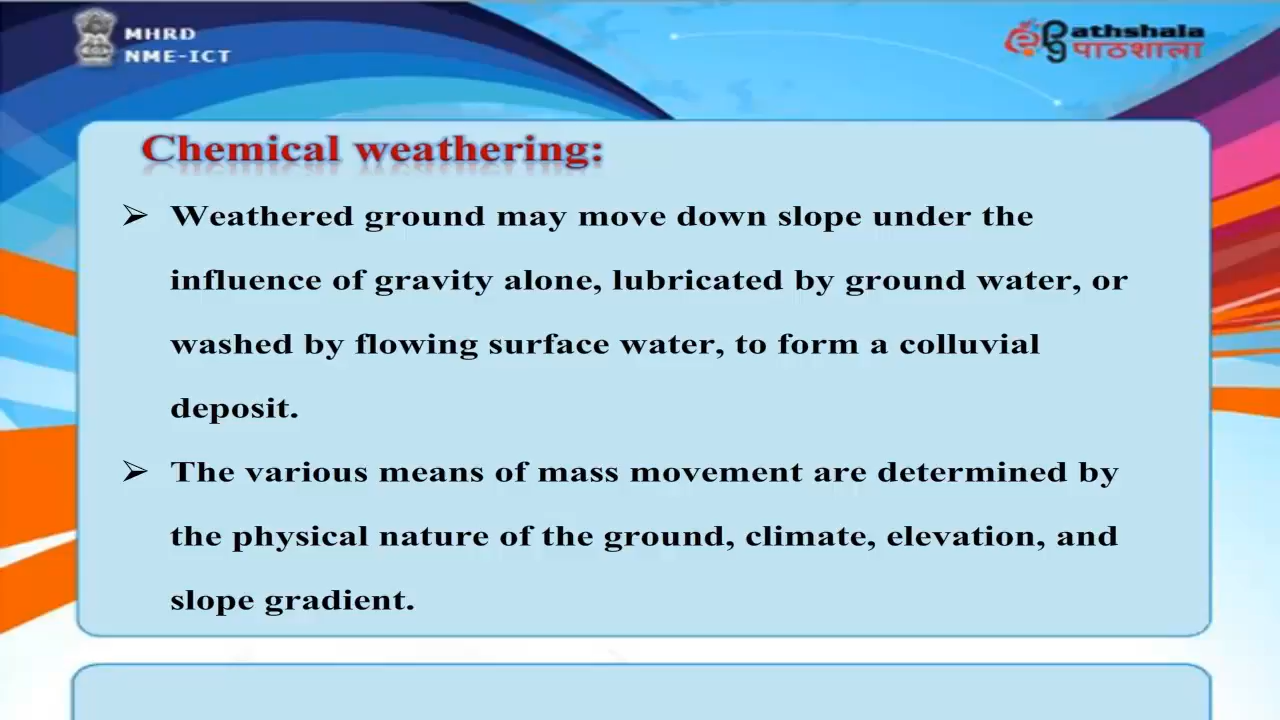 MHRD
NME-ICT
ePg athshala
पाठशाला
Chemical weathering:
➢ Weathered ground may move down slope under the
influence of gravity alone, lubricated by ground water, or
washed by flowing surface water, to form a colluvial
deposit.
➢ The various means of mass movement are determined by
the physical nature of the ground, climate, elevation, and
slope gradient.